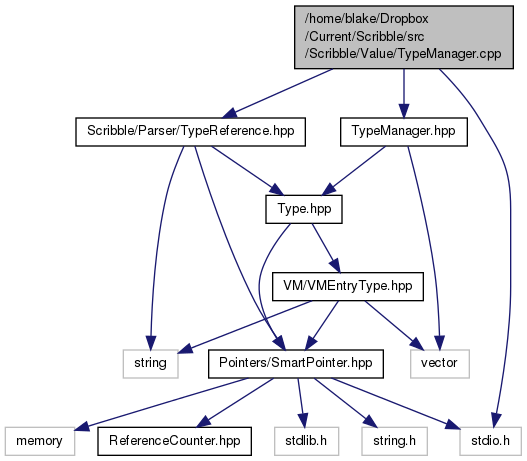 /home/blake/Dropbox
/Current/Scribble/src
/Scribble/Value/TypeManager.cpp
Scribble/Parser/TypeReference.hpp
TypeManager.hpp
Type.hpp
VM/VMEntryType.hpp
string
Pointers/SmartPointer.hpp
vector
memory
ReferenceCounter.hpp
stdlib.h
string.h
stdio.h